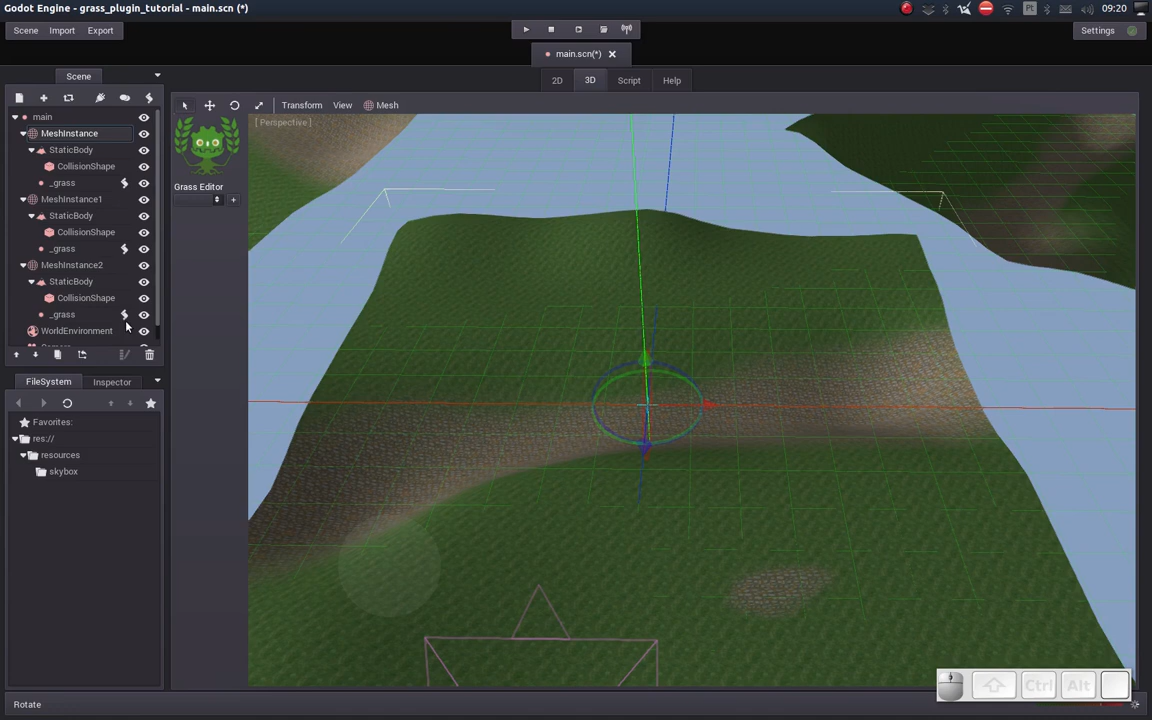 Godot Engine - grass_plugin_tutorial - main.scn (*)
Pt
09:20
Scene Import Export
Settings
main.scn(*)
Scene
2D 3D Script Help
Transform View Mesh
main
[ Perspective ]
MeshInstance
StaticBody
CollisionShape
_grass
Grass Editor
MeshInstance1
StaticBody
CollisionShape
_grass
MeshInstance2
StaticBody
CollisionShape
_grass
WorldEnvironment
FileSystem Inspector
Favorites:
res://
resources
skybox
Ctrl Alt
Rotate